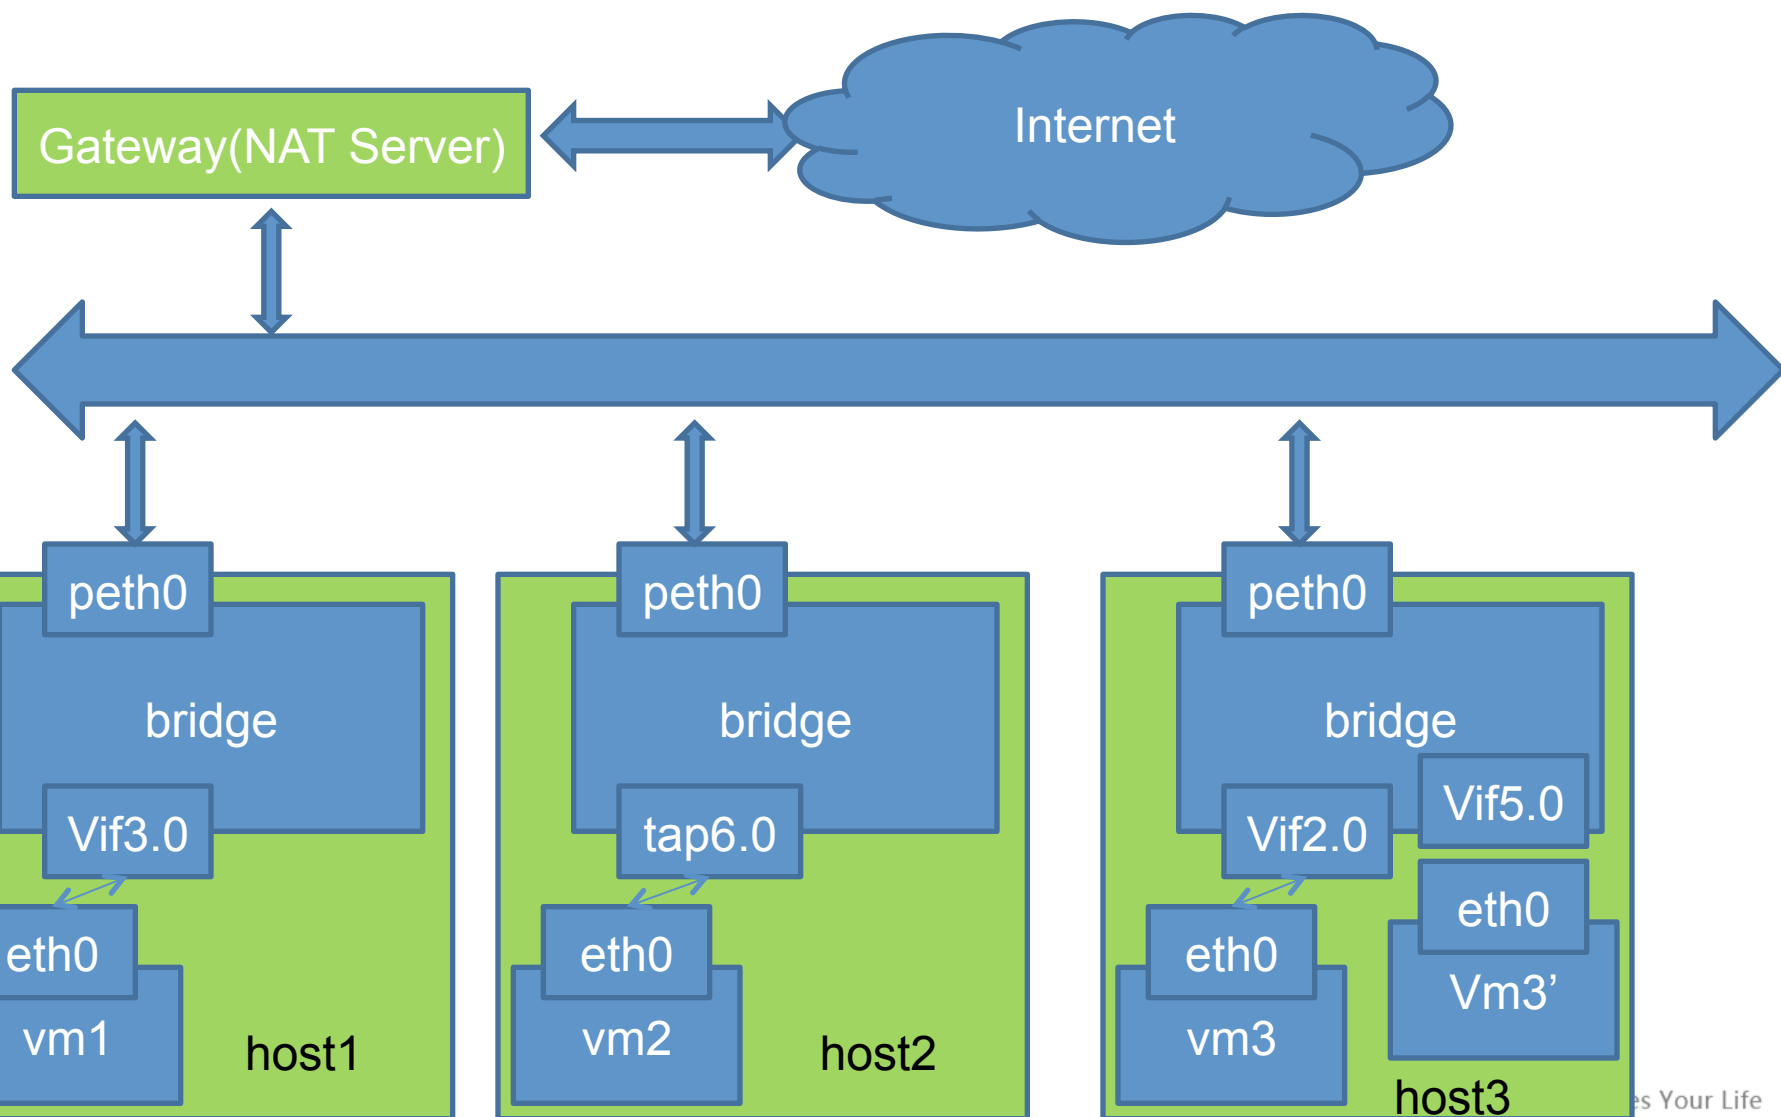 Internet
Gateway(NAT Server)
peth0
peth0
peth0
bridge
bridge
bridge
Vif3.0
tap6.0
Vif2.0
Vif5.0
eth0
eth0
eth0
eth0
vm1
host1
vm2
host2
vm3
Vm3’
host3
Your Life